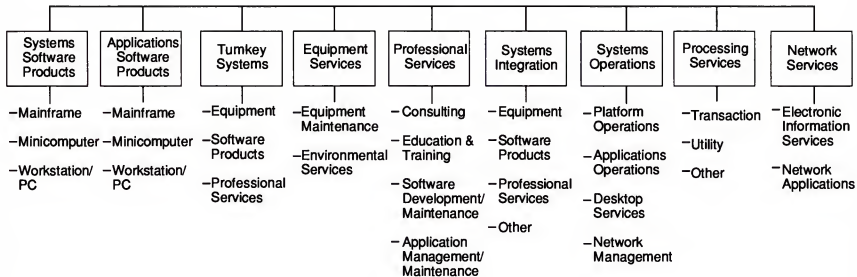 Systems
Software
Products
Applications
Software
Products
Turnkey
Systems
Equipment
Services
Professional
Services
Systems
Integration
Systems
Operations
Processing
Services
Network
Services
–Mainframe
–Minicomputer
–Workstation/
PC
–Mainframe
–Minicomputer
–Workstation/
PC
–Equipment
–Software
Products
–Professional
Services
–Equipment
Maintenance
–Environmental
Services
–Consulting
–Education &
Training
–Software
Development/
Maintenance
–Application
Management/
Maintenance
–Equipment
–Software
Products
–Professional
Services
–Other
–Platform
Operations
–Applications
Operations
–Desktop
Services
–Network
Management
–Transaction
–Utility
–Other
–Electronic
Information
Services
–Network
Applications